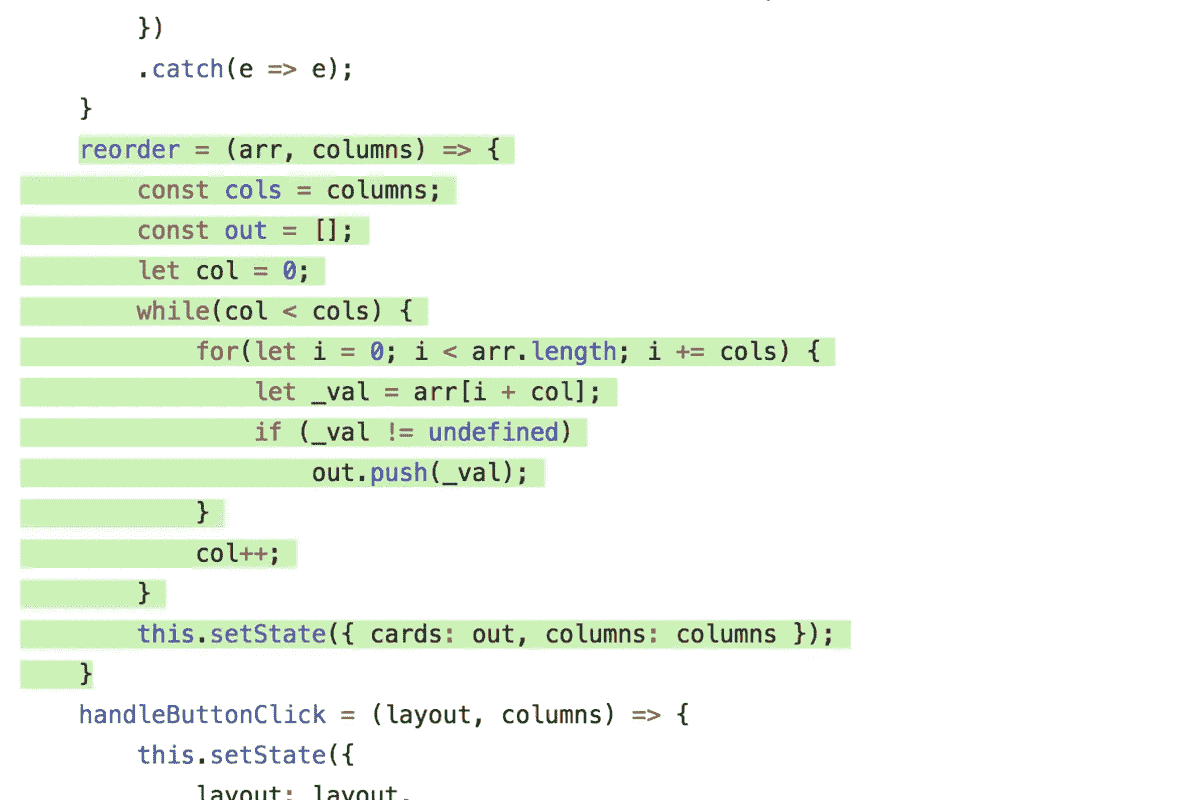 })
.catch(e => e);
}
reorder = (arr, columns) => {
const cols = columns;
const out = [];
let col = 0;
while(col < cols) {
for(let i = 0; i < arr.length; i += cols) {
let _val = arr[i + col];
if (_val != undefined)
out.push(_val);
}
col++;
}
this.setState({ cards: out, columns: columns });
}
handleButtonClick = (layout, columns) => {
this.setState({
layout: layout,